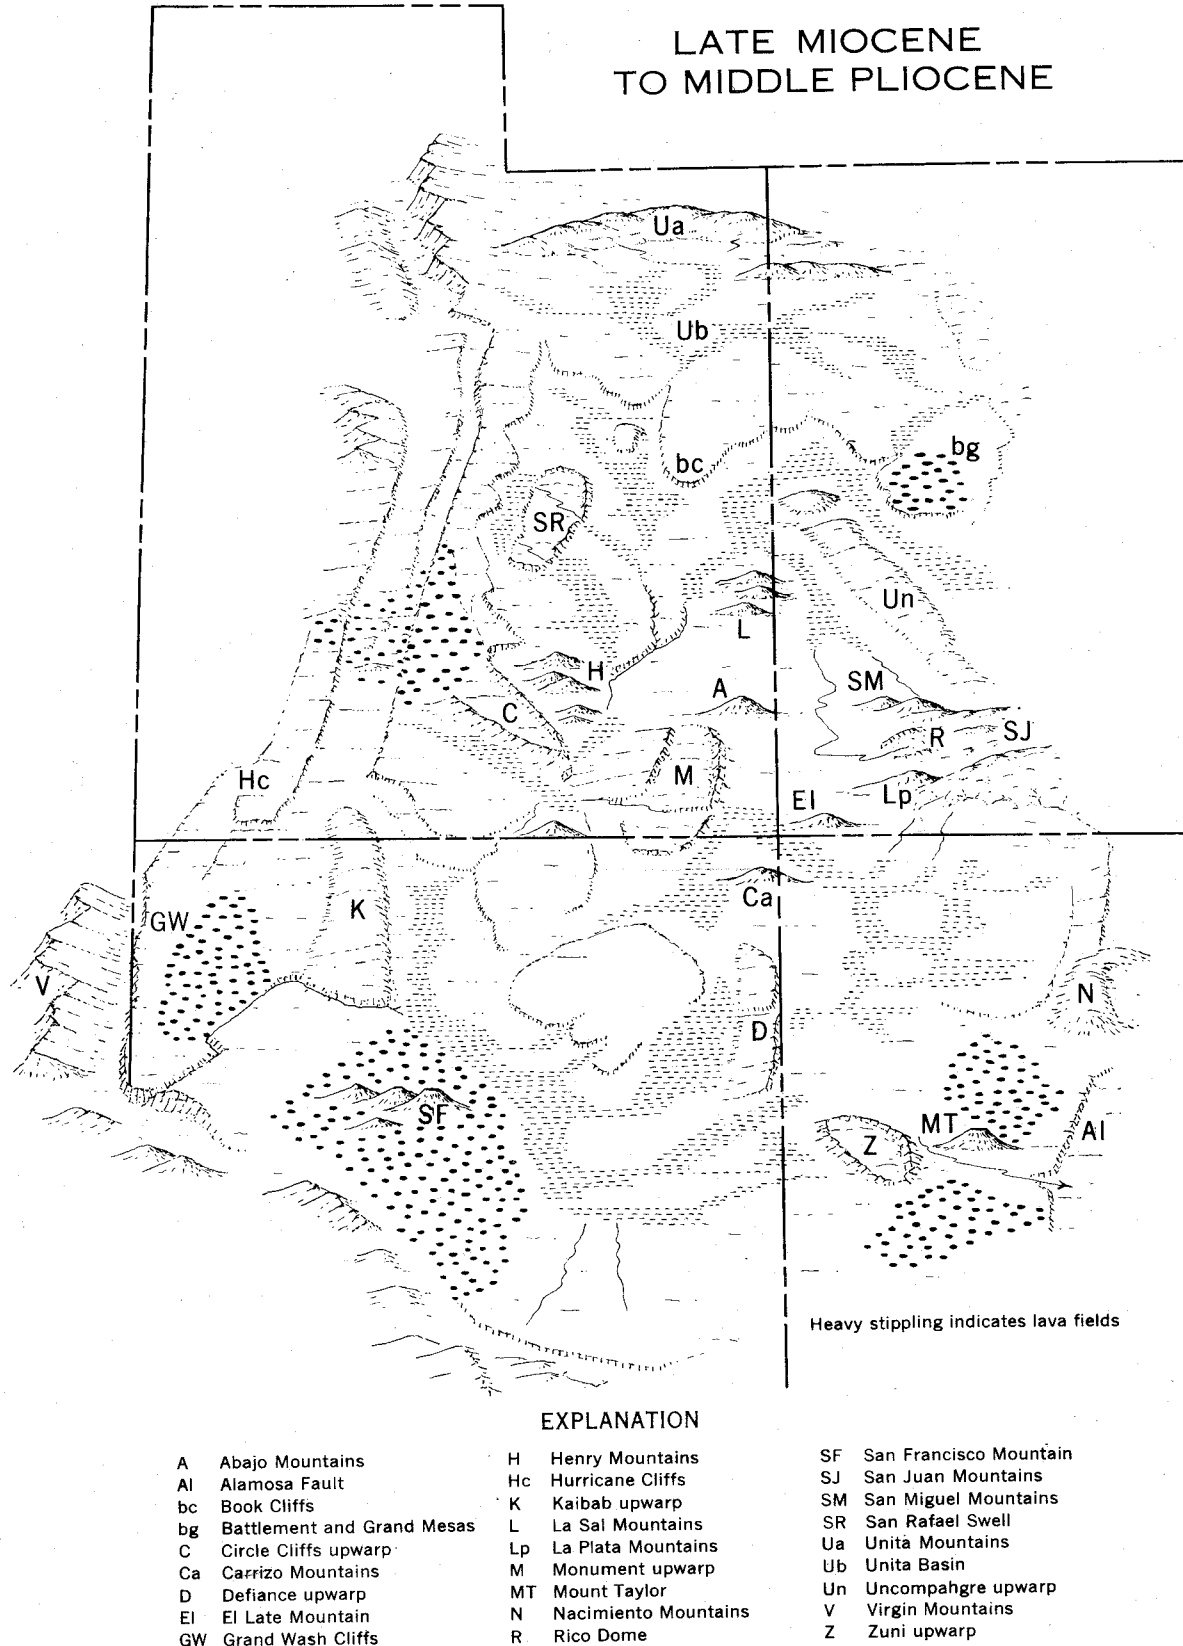 LATE MIOCENE
TO MIDDLE PLIOCENE
Ua
Ub
bc
bg
SR
Un
L
H
A
SM
C
R
SJ
M
Hc
El
Lp
Ca
GW
K
V
N
D
SF
MT
Al
Z
Heavy stippling indicates lava fields
EXPLANATION
A Abajo Mountains
Al Alamosa Fault
bc Book Cliffs
bg Battlement and Grand Mesas
C Circle Cliffs upwarp
Ca Carrizo Mountains
D Defiance upwarp
El El Late Mountain
GW Grand Wash Cliffs
H Henry Mountains
Hc Hurricane Cliffs
K Kaibab upwarp
L La Sal Mountains
Lp La Plata Mountains
M Monument upwarp
MT Mount Taylor
N Nacimiento Mountains
R Rico Dome
SF San Francisco Mountain
SJ San Juan Mountains
SM San Miguel Mountains
SR San Rafael Swell
Ua Unita Mountains
Ub Unita Basin
Un Uncompahgre upwarp
V Virgin Mountains
Z Zuni upwarp